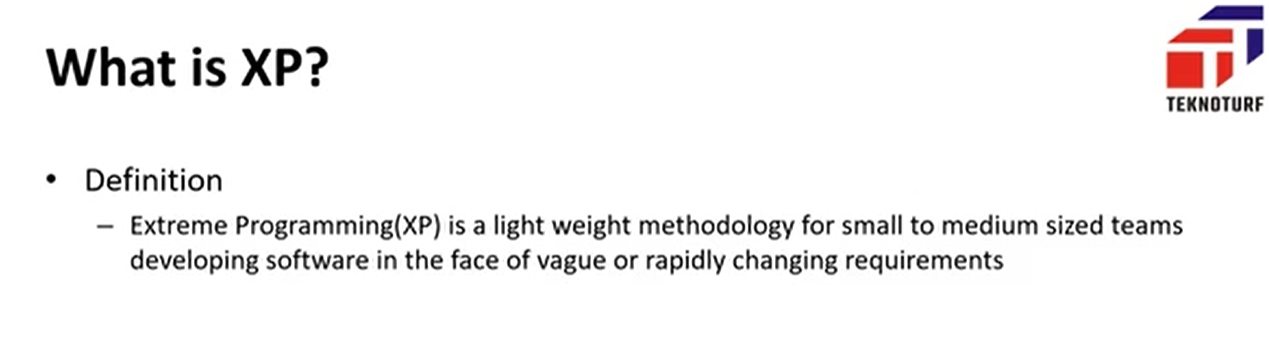 What is XP?
TEKNOTURF
• Definition
– Extreme Programming(XP) is a light weight methodology for small to medium sized teams
developing software in the face of vague or rapidly changing requirements